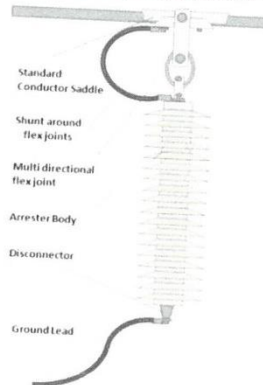 Standard
Conductor Saddle
Shunt around
flex joints
Multi directional
flex joint
Arrester Body
Disconnector
Ground Lead